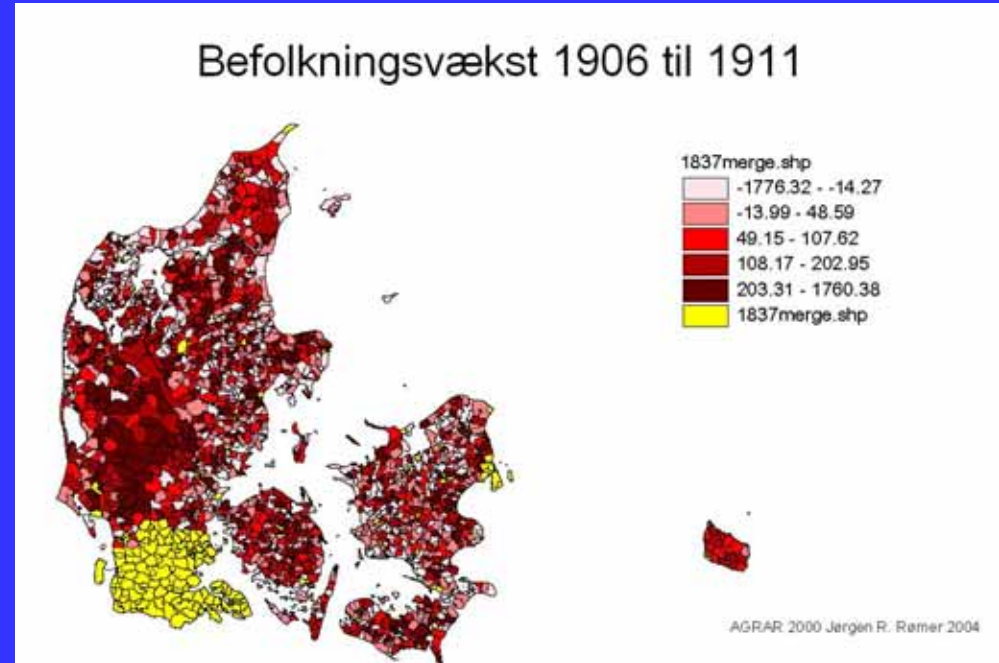 Befolkningsvækst 1906 til 1911
1837merge.shp
-1776.32 - -14.27
-13.99 - 48.59
49.15 - 107.62
108.17 - 202.95
203.31 - 1760.38
1837merge.shp
AGRAR 2000 Jørgen R. Rømer 2004